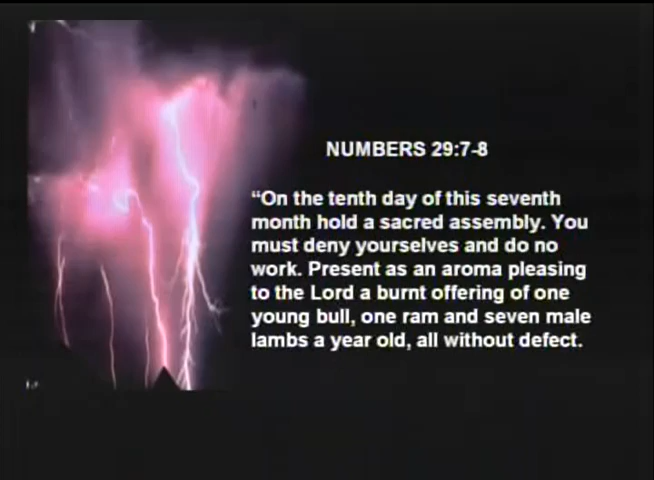 NUMBERS 29:7-8
“On the tenth day of this seventh
month hold a sacred assembly. You
must deny yourselves and do no
work. Present as an aroma pleasing
to the Lord a burnt offering of one
young bull, one ram and seven male
lambs a year old, all without defect.